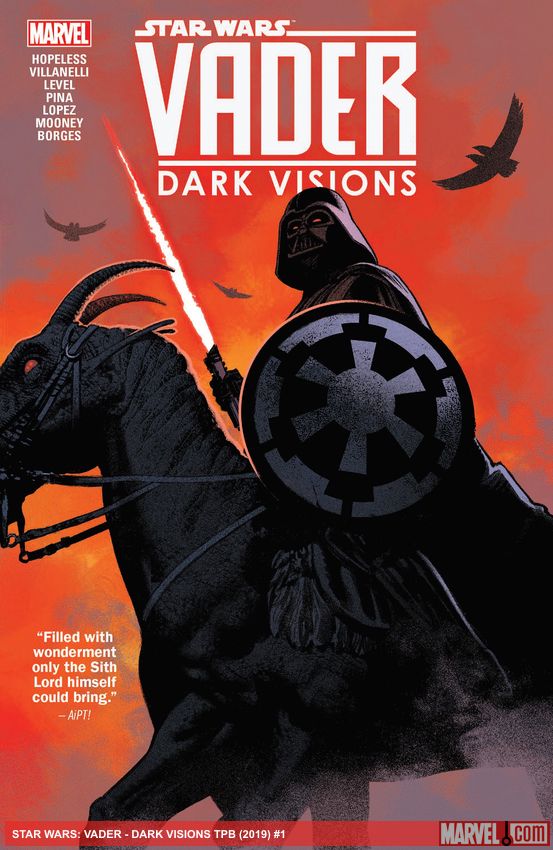 MARVEL
HOPELESS
VILLANELLI
LEVEL
PINA
LOPEZ
MOONEY
BORGES
STAR WARS
VADER
DARK VISIONS
“Filled with
wonderment
only the Sith
Lord himself
could bring.”
– AiPT!
STAR WARS: VADER - DARK VISIONS TPB (2019) #1
MARVEL.com